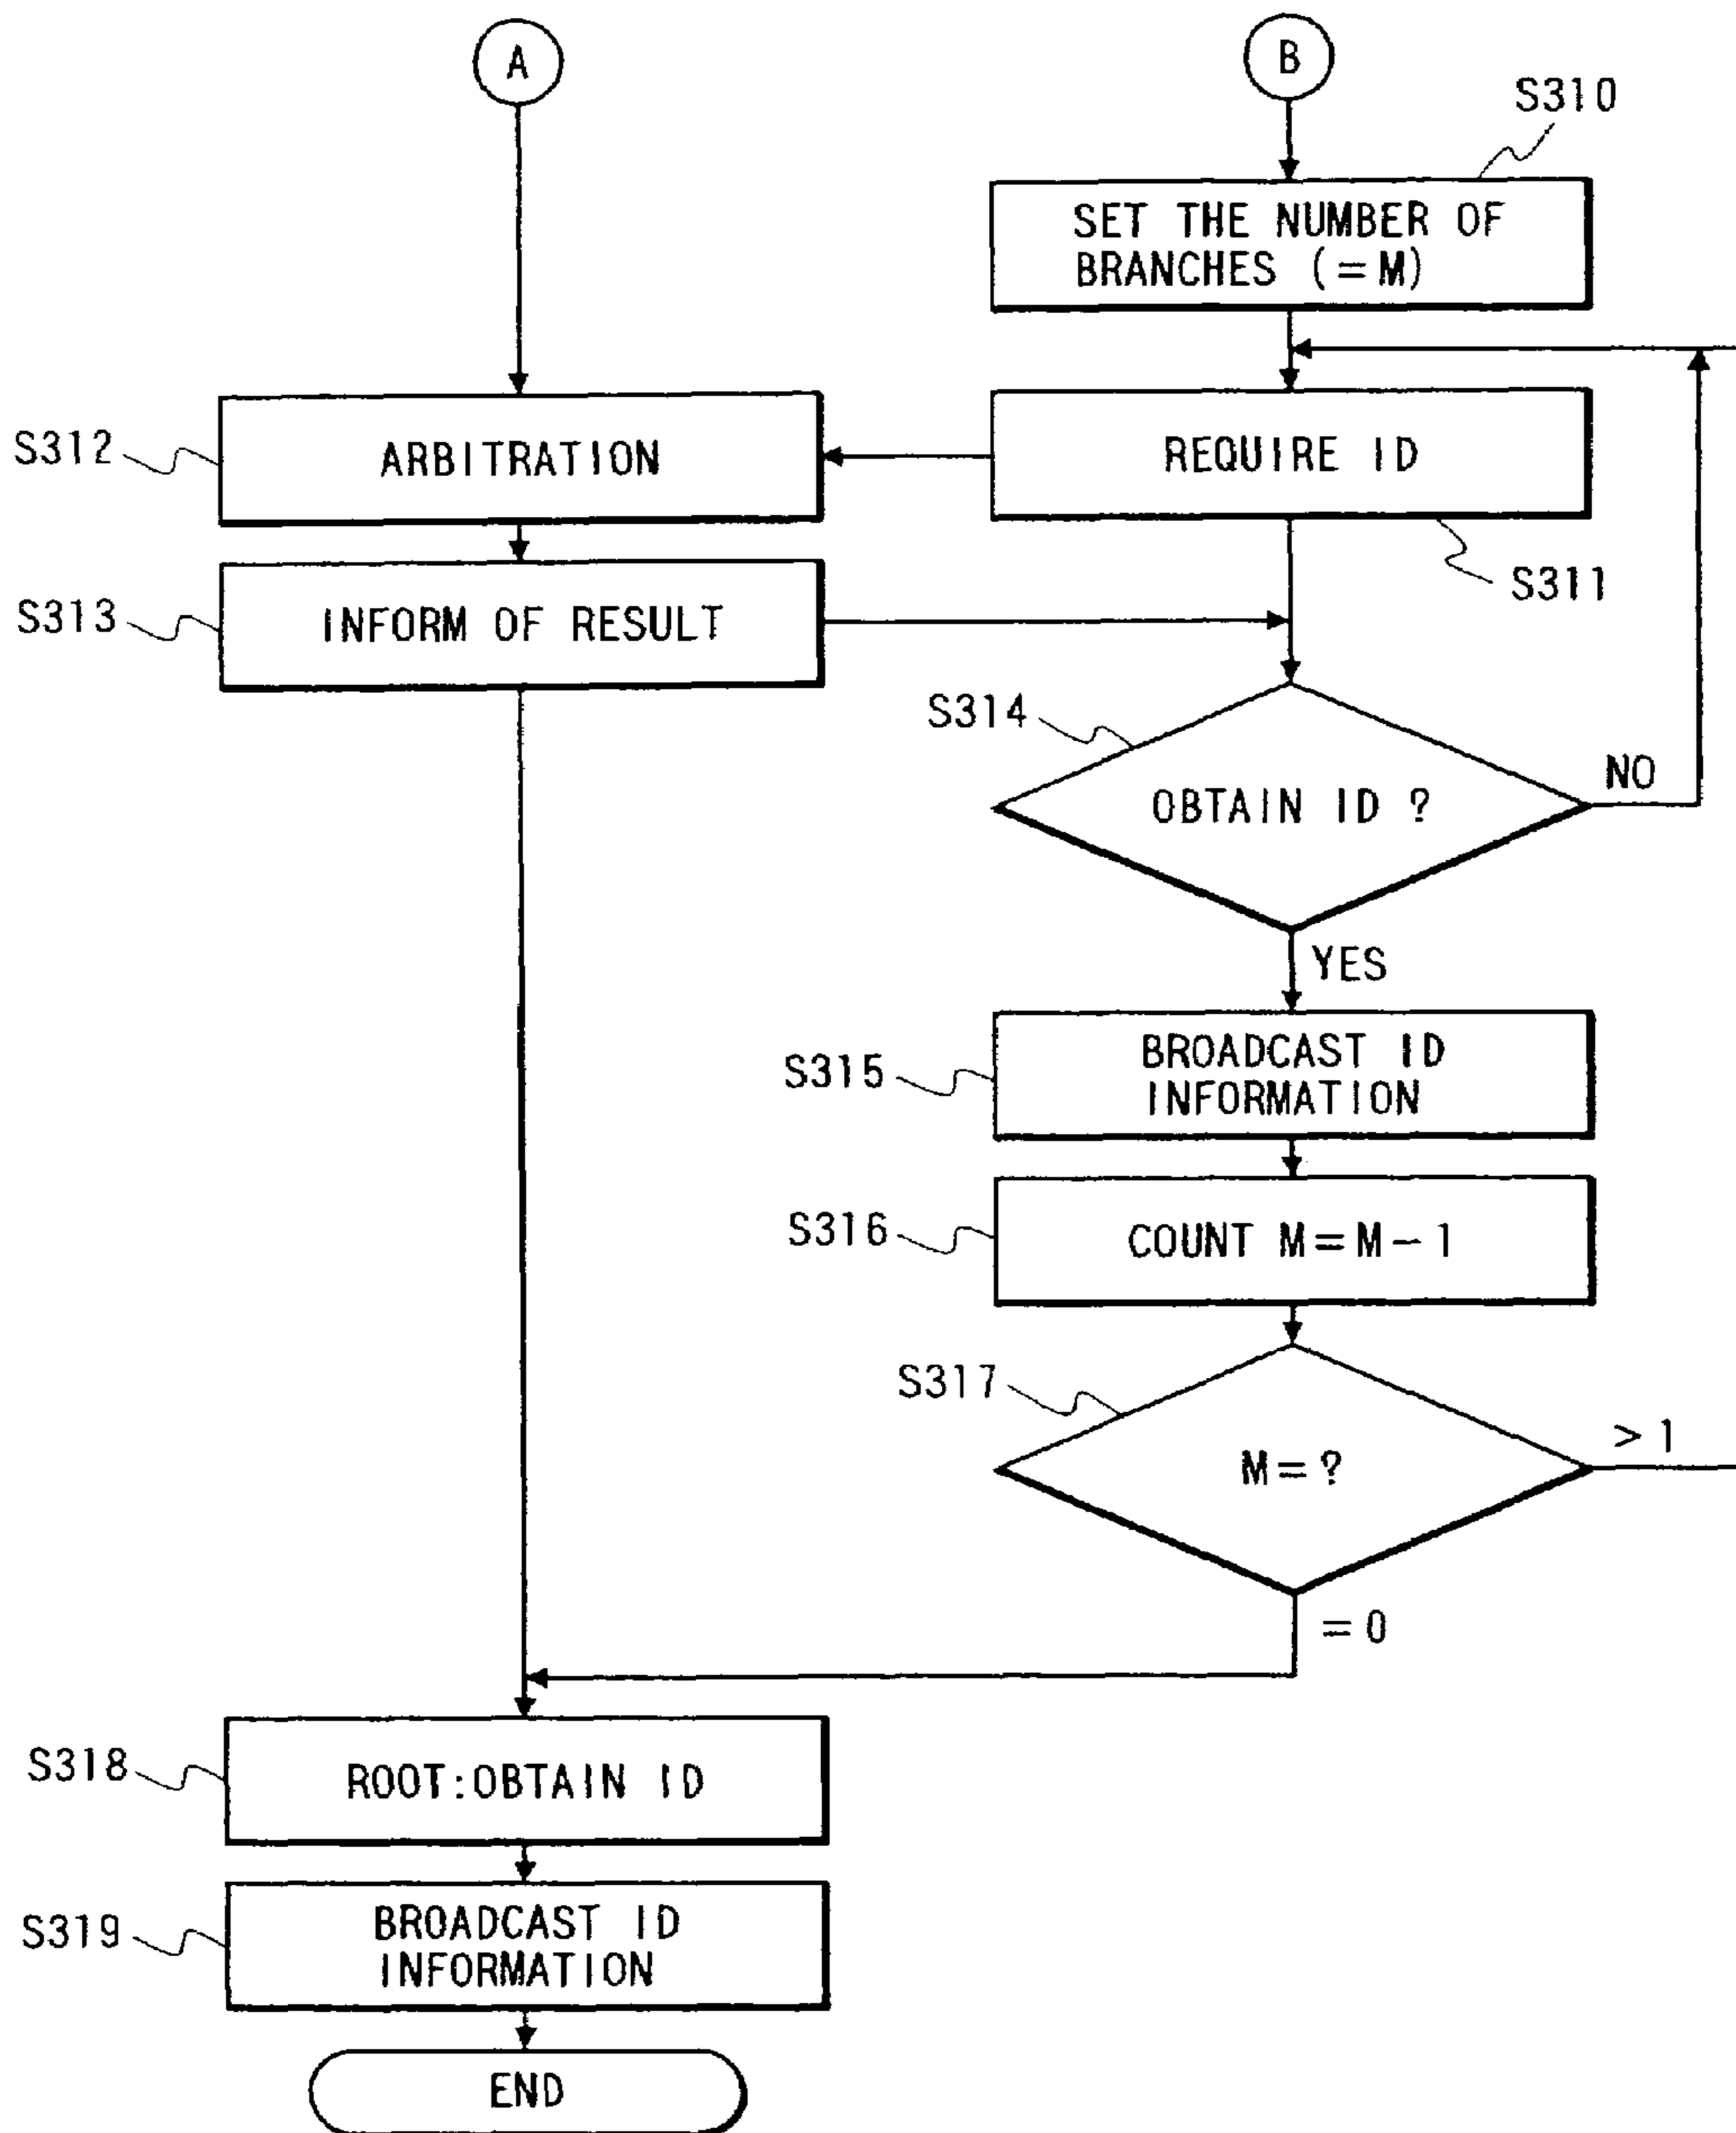 A
B
S310
SET THE NUMBER OF
BRANCHES (=M)
S312
ARBITRATION
REQUIRE ID
S311
S313
INFORM OF RESULT
S314
OBTAIN ID ?
NO
YES
S315
BROADCAST ID
INFORMATION
S316
COUNT M=M-1
S317
M=?
>1
=0
S318
ROOT:OBTAIN ID
S319
BROADCAST ID
INFORMATION
END